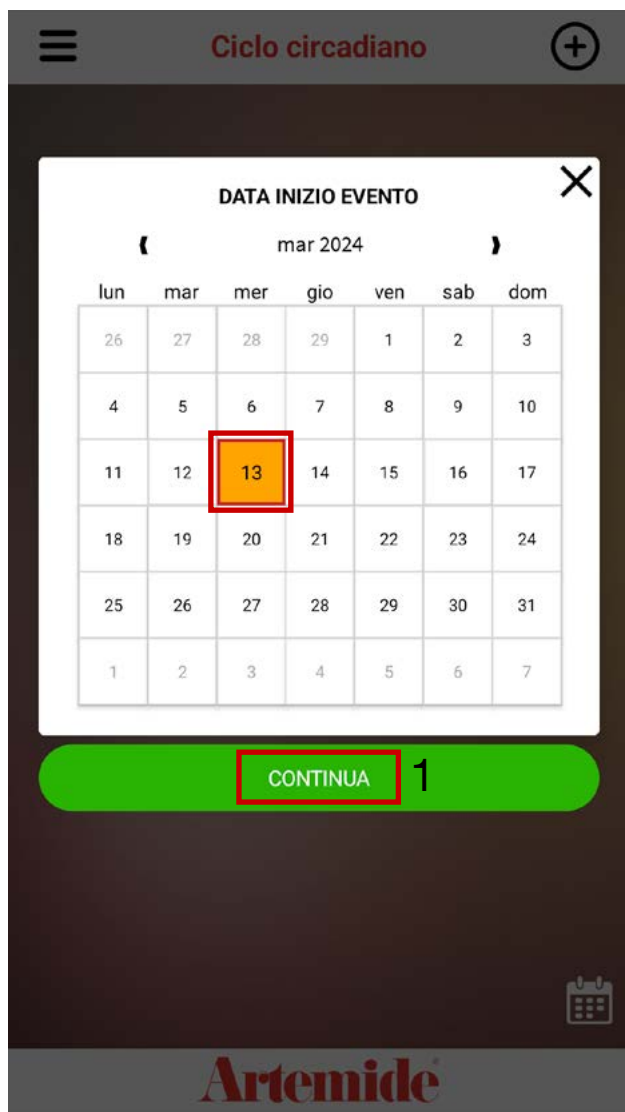 Ciclo circadiano
DATA INIZIO EVENTO
mar 2024
lun mar mer gio ven sab dom
26 27 28 29 1 2 3
4 5 6 7 8 9 10
11 12 13 14 15 16 17
18 19 20 21 22 23 24
25 26 27 28 29 30 31
1 2 3 4 5 6 7
CONTINUA 1
Artemide